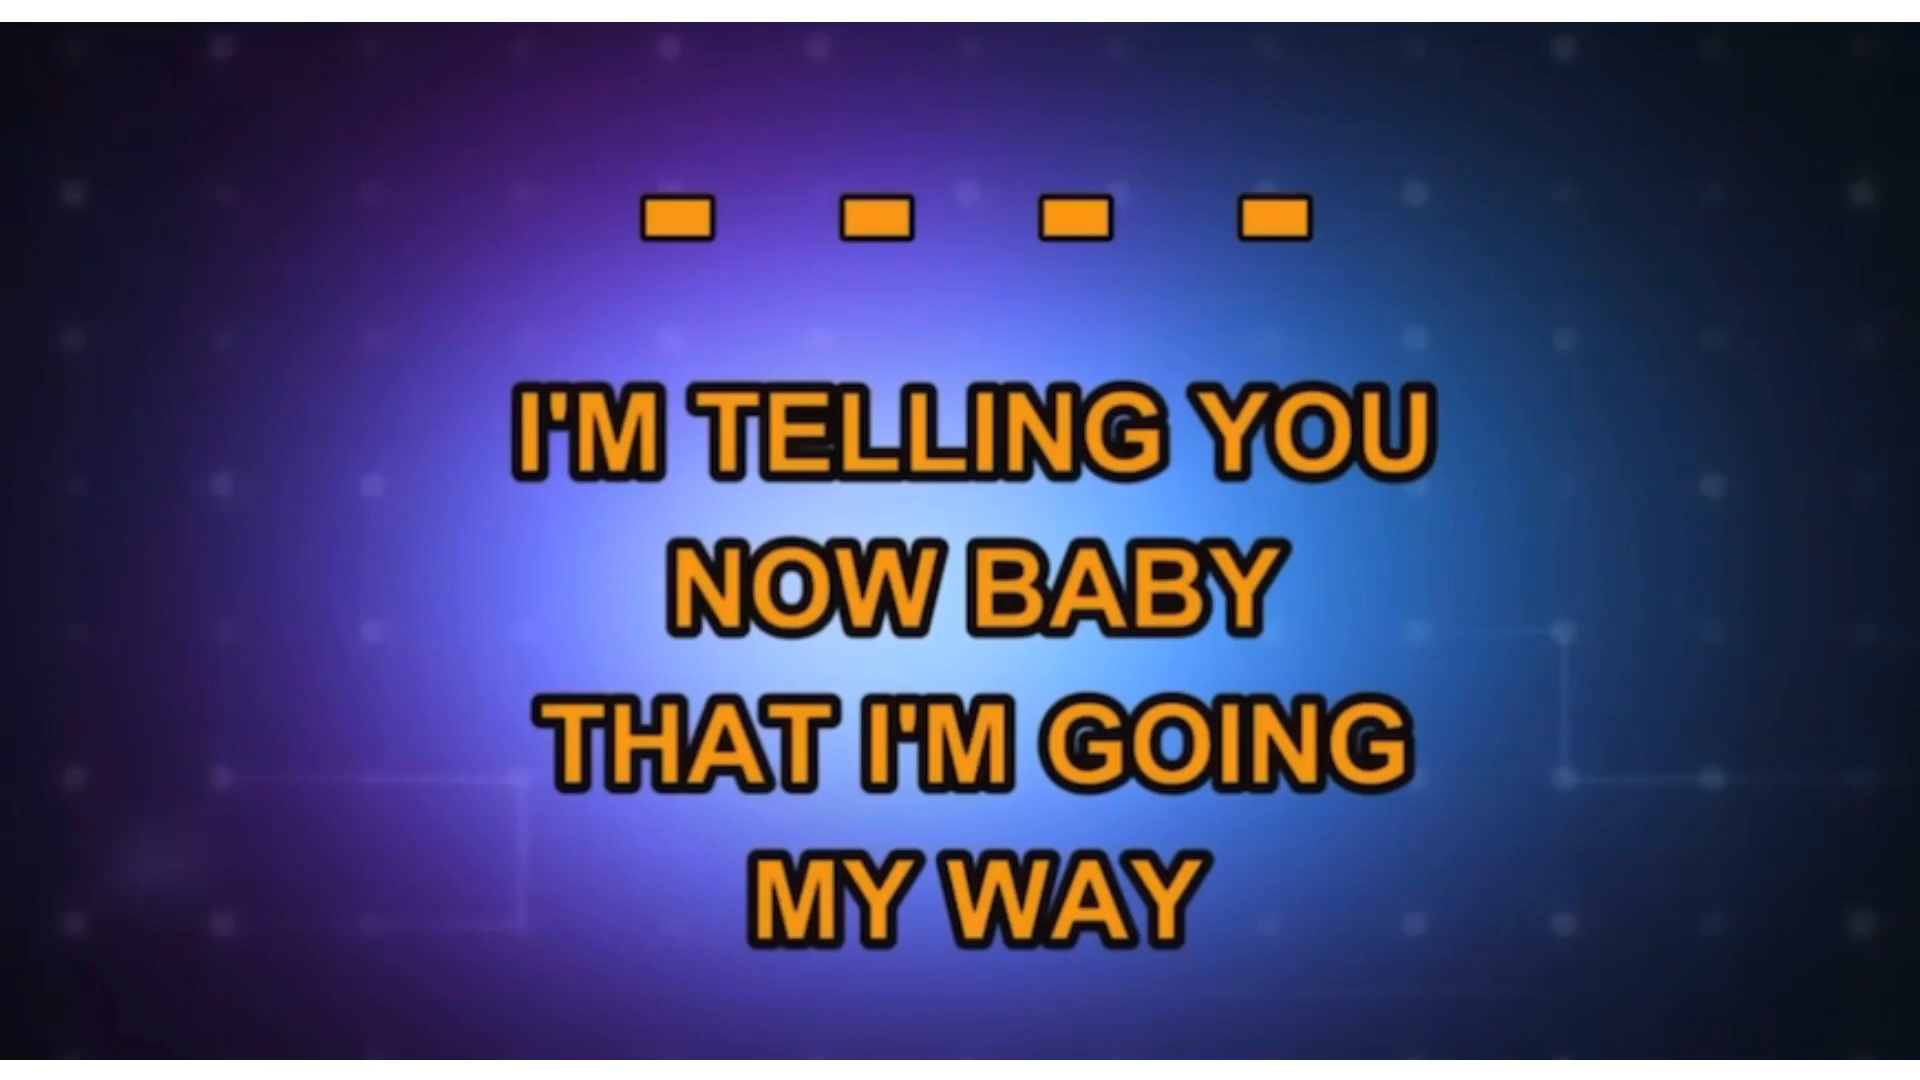 - - - -
I'M TELLING YOU
NOW BABY
THAT I'M GOING
MY WAY